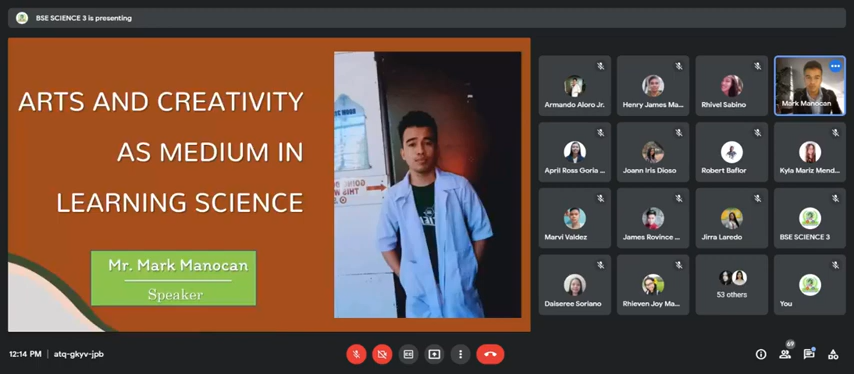 BSE SCIENCE 3 is presenting
ARTS AND CREATIVITY
AS MEDIUM IN
LEARNING SCIENCE
Mr. Mark Manocan
Speaker
Armando Aloro Jr.
Henry James Ma...
Rhivel Sabino
Mark Manocan
April Ross Goria ...
Joann Iris Dioso
Robert Baflor
Kyla Mariz Mend...
Marvi Valdez
James Rovince ...
Jirra Laredo
BSE SCIENCE 3
Daiseree Soriano
Rhieven Joy Ma...
53 others
You
12:14 PM | atq-gkyv-jpb
69